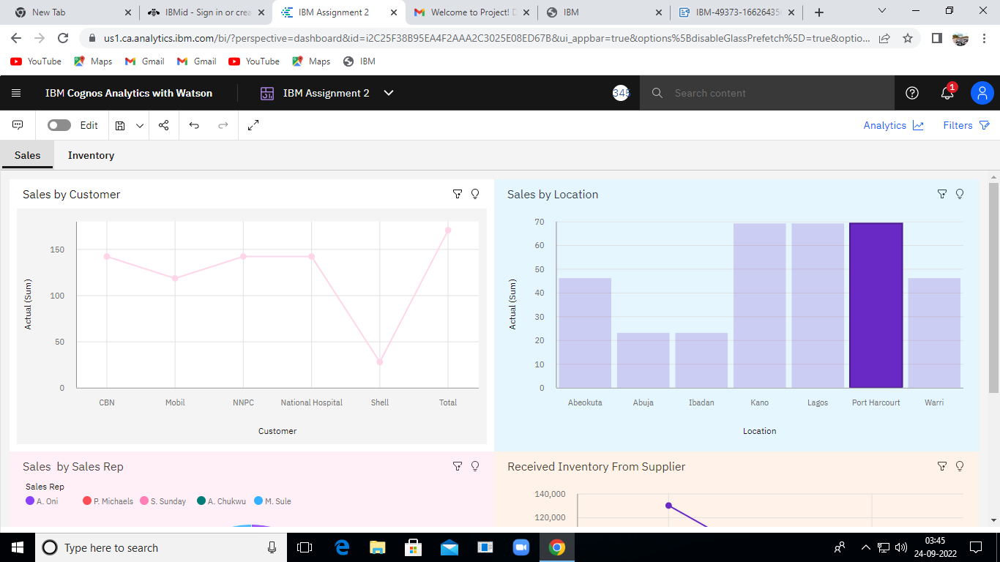 New Tab
IBMid - Sign in or crea
IBM Assignment 2
Welcome to Project! D
IBM
IBM-49373-16626435
us1.ca.analytics.ibm.com/bi/?perspective=dashboard&id=i2C25F38B95EA4F2AAA2C3025E08ED67B&ui_appbar=true&options%5BdisableGlassPrefetch%5D=true&optio...
YouTube
Maps
Gmail
Gmail
YouTube
Maps
IBM
IBM Cognos Analytics with Watson
IBM Assignment 2
345
Search content
1
Edit
Analytics
Filters
Sales
Inventory
Sales by Customer
150
100
50
0
Actual (Sum)
CBN
Mobil
NNPC
National Hospital
Shell
Total
Customer
Sales by Location
70
60
50
40
30
20
10
0
Actual (Sum)
Abeokuta
Abuja
Ibadan
Kano
Lagos
Port Harcourt
Warri
Location
Sales by Sales Rep
Sales Rep
A. Oni
P. Michaels
S. Sunday
A. Chukwu
M. Sule
Received Inventory From Supplier
140,000
120,000
Type here to search
03:45
24-09-2022